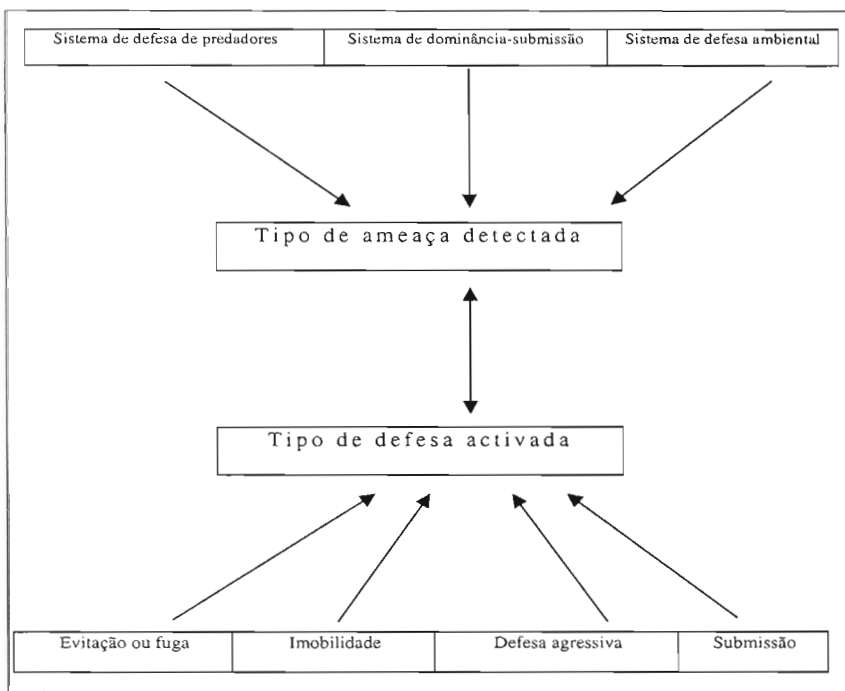 Sistema de defesa de predadores
Sistema de dominância-submissão
Sistema de defesa ambiental
Tipo de ameaça detectada
Tipo de defesa activada
Evitação ou fuga
Imobilidade
Defesa agressiva
Submissão